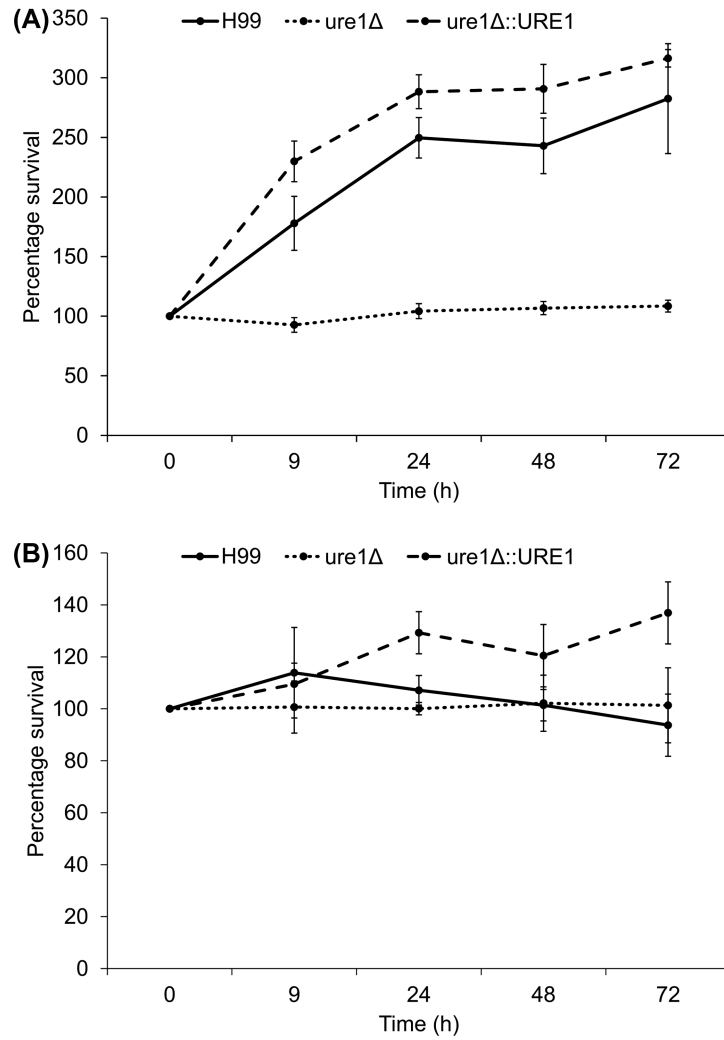 (A)
H99 ure1Δ ure1Δ::URE1
350
300
250
200
150
100
50
0
Percentage survival
0 9 24 48 72
Time (h)
(B)
H99 ure1Δ ure1Δ::URE1
160
140
120
100
80
60
40
20
0
Percentage survival
0 9 24 48 72
Time (h)